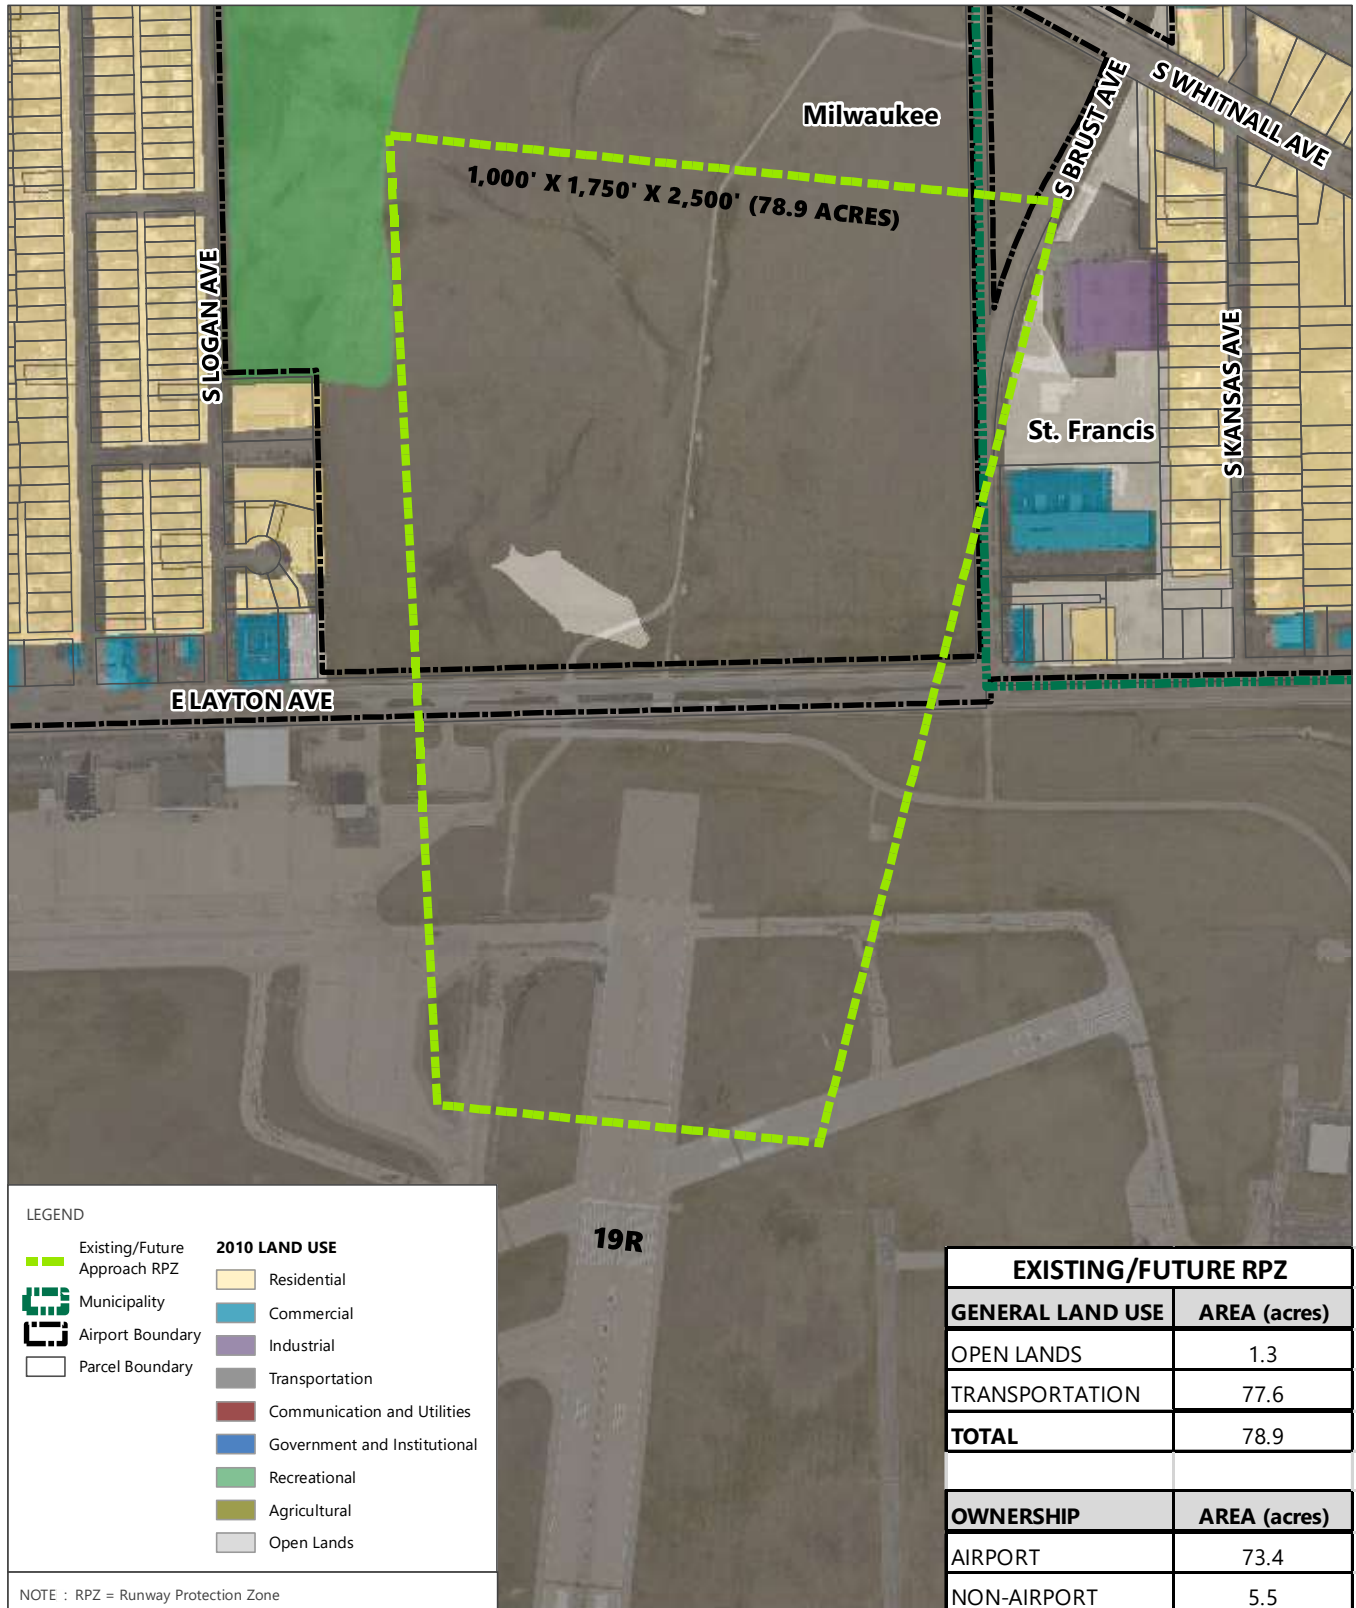 Milwaukee
S WHITNALL AVE
S BRUST AVE
1,000' X 1,750' X 2,500' (78.9 ACRES)
S LOGAN AVE
S KANSAS AVE
St. Francis
E LAYTON AVE
19R
LEGEND
Existing/Future
Approach RPZ
Municipality
Airport Boundary
Parcel Boundary
2010 LAND USE
Residential
Commercial
Industrial
Transportation
Communication and Utilities
Government and Institutional
Recreational
Agricultural
Open Lands
NOTE : RPZ = Runway Protection Zone
EXISTING/FUTURE RPZ
GENERAL LAND USE AREA (acres)
OPEN LANDS 1.3
TRANSPORTATION 77.6
TOTAL 78.9
OWNERSHIP AREA (acres)
AIRPORT 73.4
NON-AIRPORT 5.5